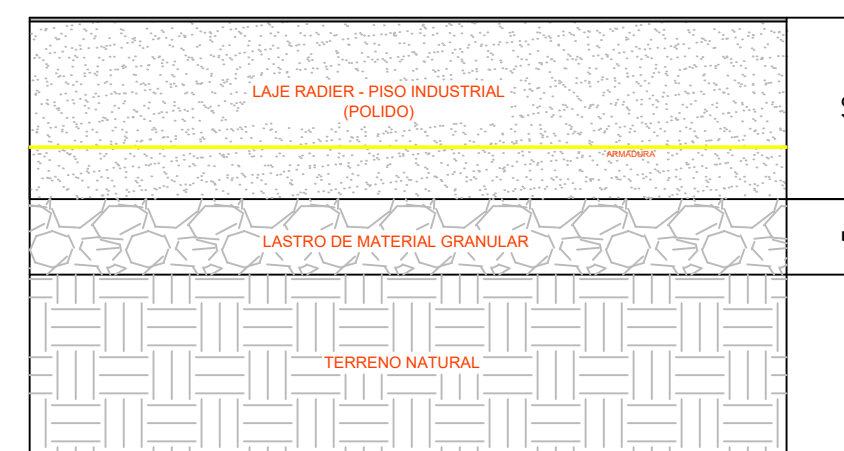 LAJE RADIER - PISO INDUSTRIAL
(POLIDO)
ARMADURA
LASTRO DE MATERIAL GRANULAR
TERRENO NATURAL